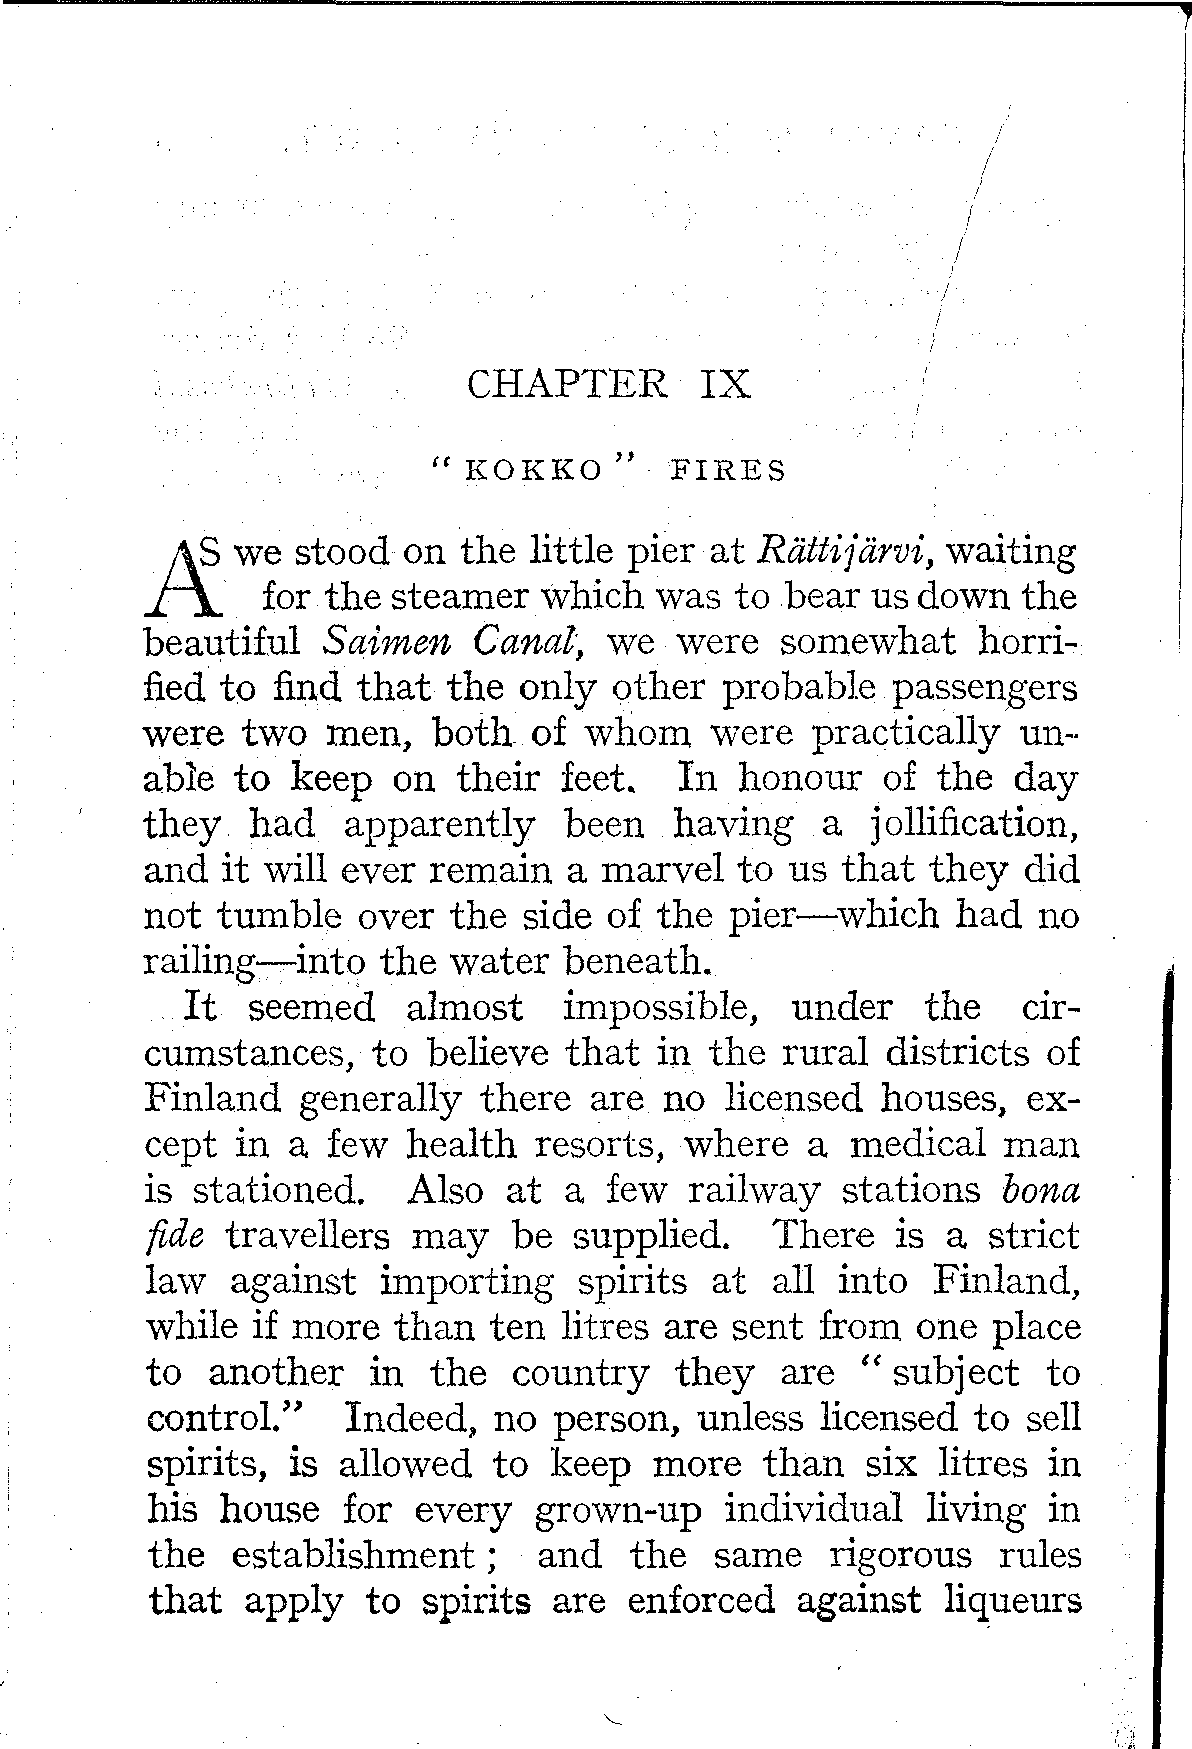 CHAPTER IX
“KOKKO” FIRES
AS we stood on the little pier at Rättijärvi, waiting
for the steamer which was to bear us down the
beautiful Saimen Canal, we were somewhat horri-
fied to find that the only other probable passengers
were two men, both of whom were practically un-
able to keep on their feet. In honour of the day
they had apparently been having a jollification,
and it will ever remain a marvel to us that they did
not tumble over the side of the pier—which had no
railing—into the water beneath.
It seemed almost impossible, under the cir-
cumstances, to believe that in the rural districts of
Finland generally there are no licensed houses, ex-
cept in a few health resorts, where a medical man
is stationed. Also at a few railway stations bona
fide travellers may be supplied. There is a strict
law against importing spirits at all into Finland,
while if more than ten litres are sent from one place
to another in the country they are “subject to
control.” Indeed, no person, unless licensed to sell
spirits, is allowed to keep more than six litres in
his house for every grown-up individual living in
the establishment; and the same rigorous rules
that apply to spirits are enforced against liqueurs